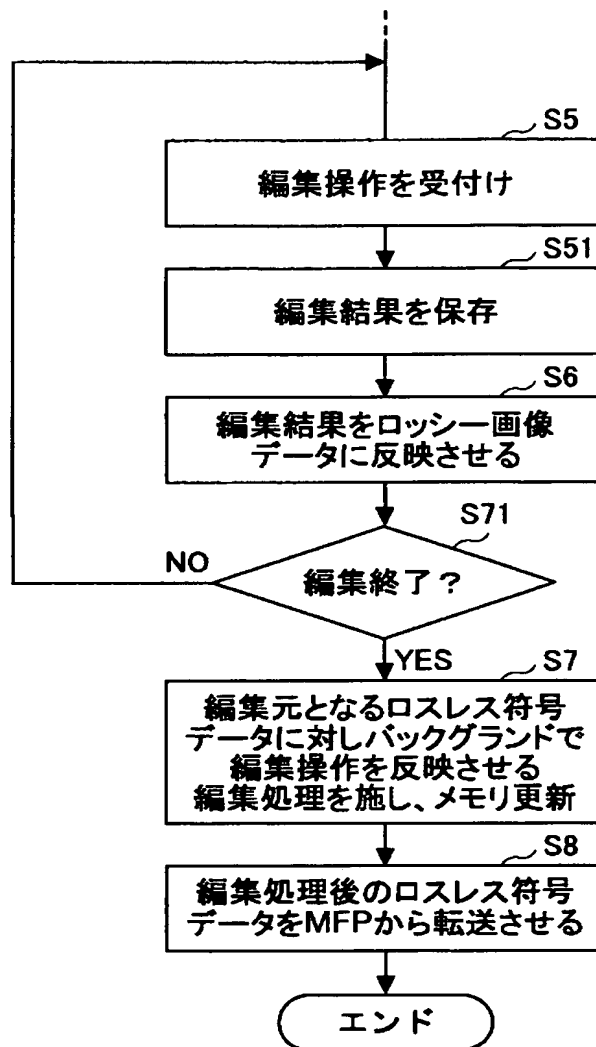 S5
編集操作を受付け
S51
編集結果を保存
S6
編集結果をロッシー画像
データに反映させる
S71
NO
編集終了？
YES
S7
編集元となるロスレス符号
データに対しバックグランドで
編集操作を反映させる
編集処理を施し、メモリ更新
S8
編集処理後のロスレス符号
データをMFPから転送させる
エンド